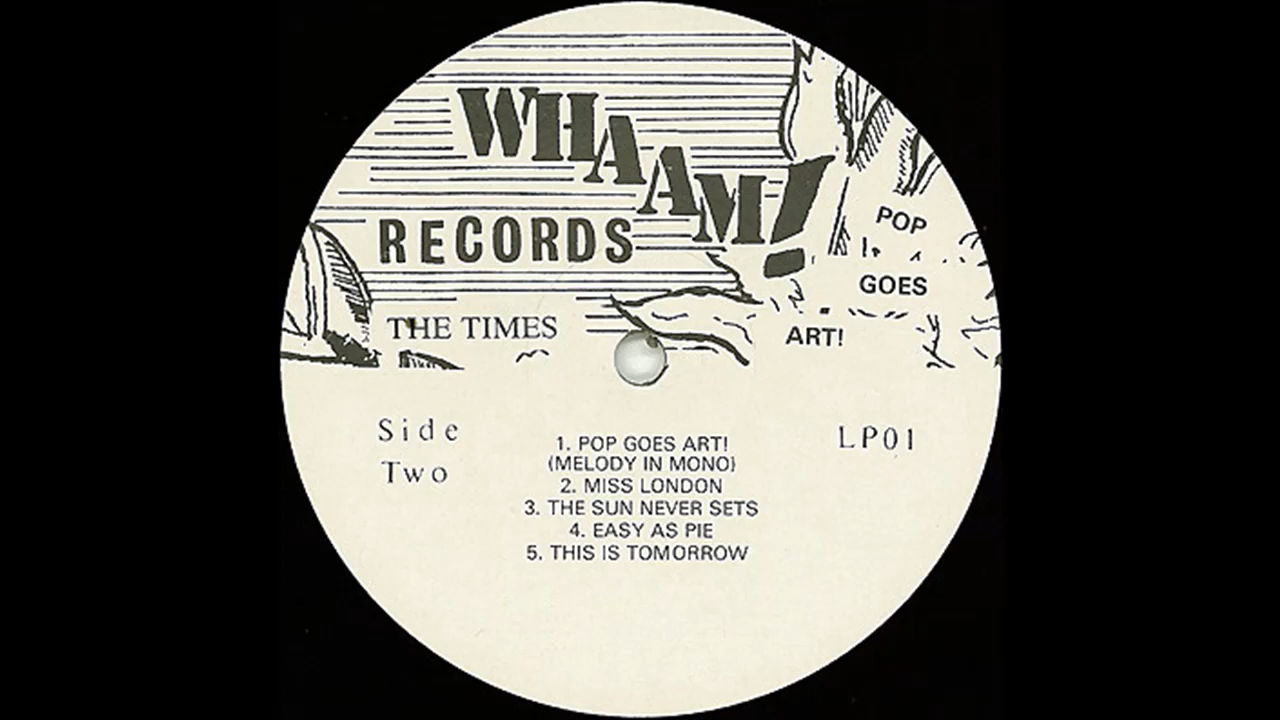 WHAAM!
RECORDS
THE TIMES
POP
GOES
ART!
Side
Two
LP01
1. POP GOES ART!
(MELODY IN MONO)
2. MISS LONDON
3. THE SUN NEVER SETS
4. EASY AS PIE
5. THIS IS TOMORROW